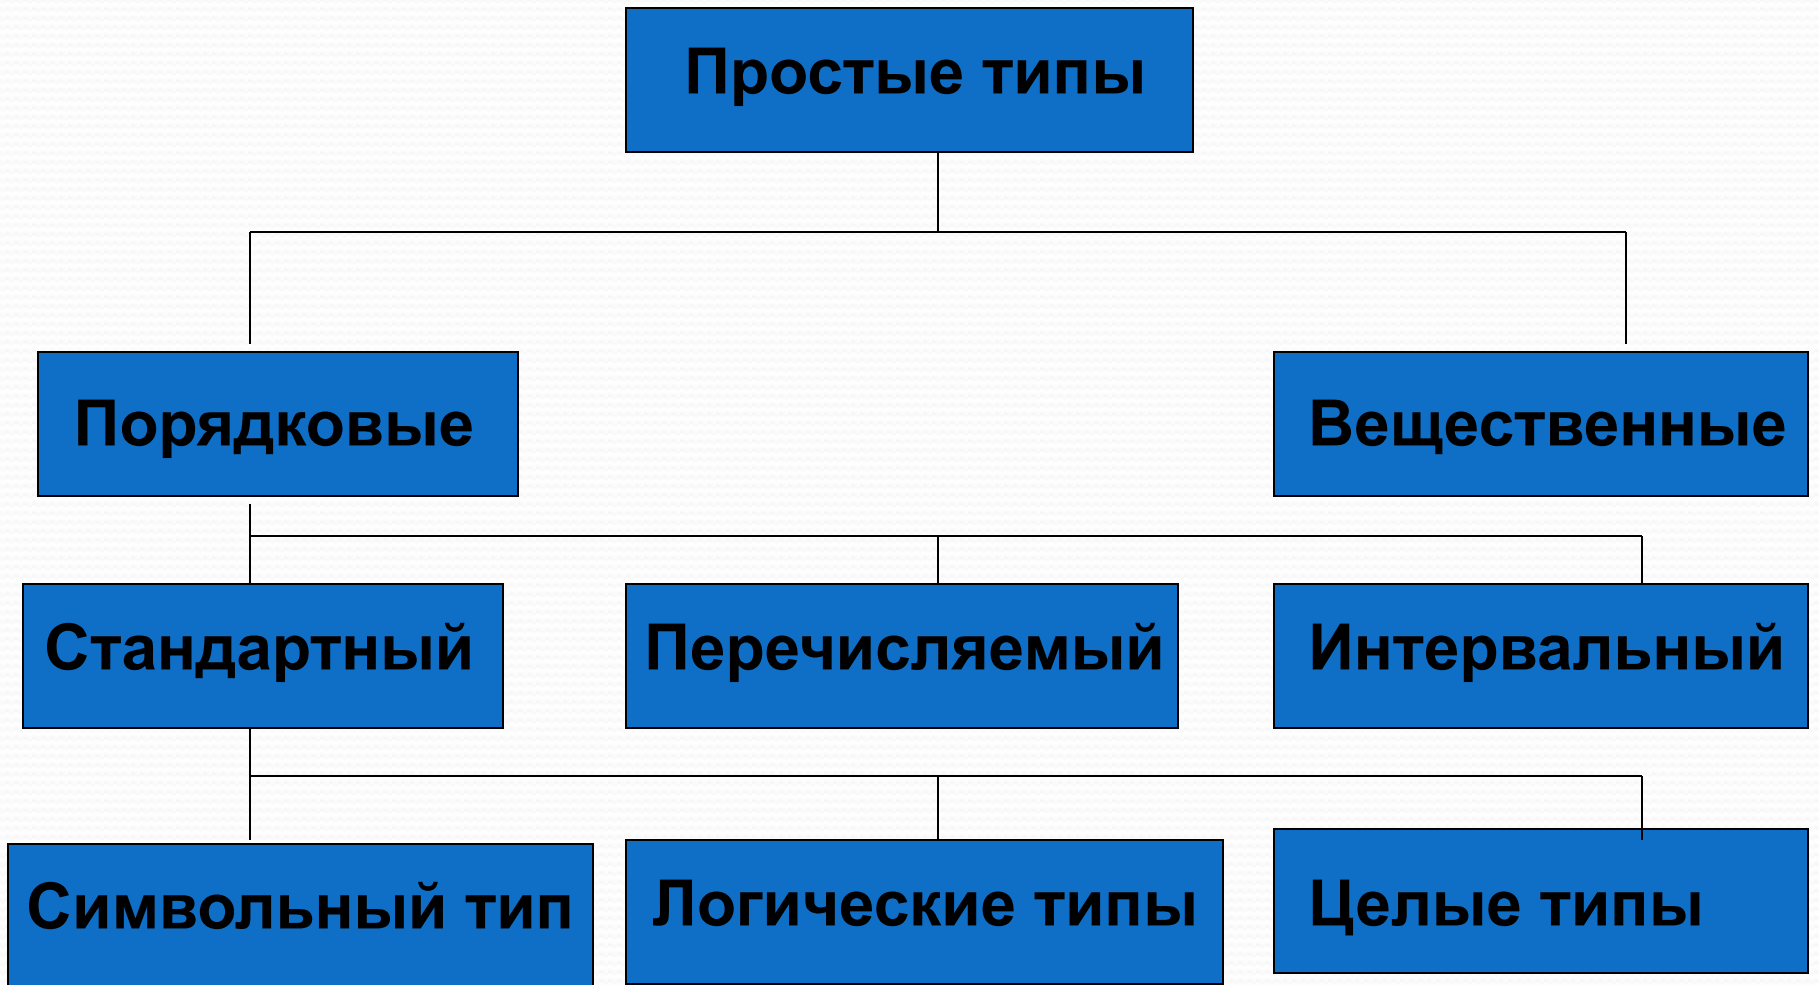 Простые типы
Порядковые
Вещественные
Стандартный
Перечисляемый
Интервальный
Символьный тип
Логические типы
Целые типы